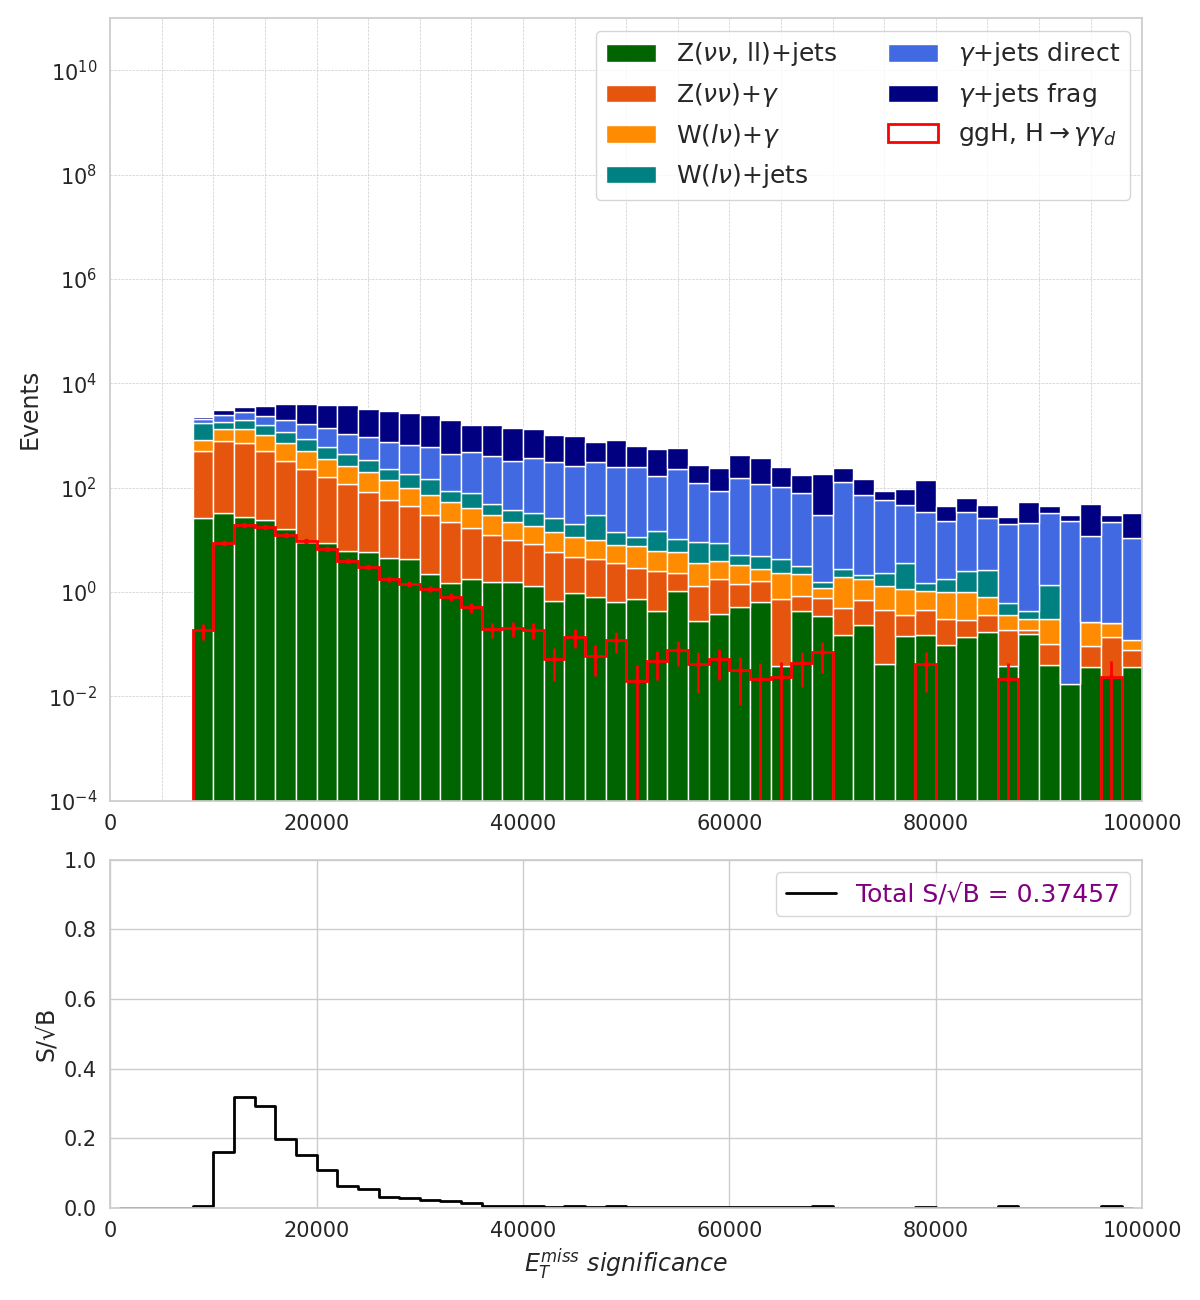 Z(νν, ll)+jets
Z(νν)+γ
W(lν)+γ
W(lν)+jets
γ+jets direct
γ+jets frag
ggH, H→γγ_d
Events
10^10
10^8
10^6
10^4
10^2
10^0
10^−2
10^−4
0 20000 40000 60000 80000 100000
Total S/√B = 0.37457
S/√B
1.0
0.8
0.6
0.4
0.2
0.0
0 20000 40000 60000 80000 100000
E_T^miss significance